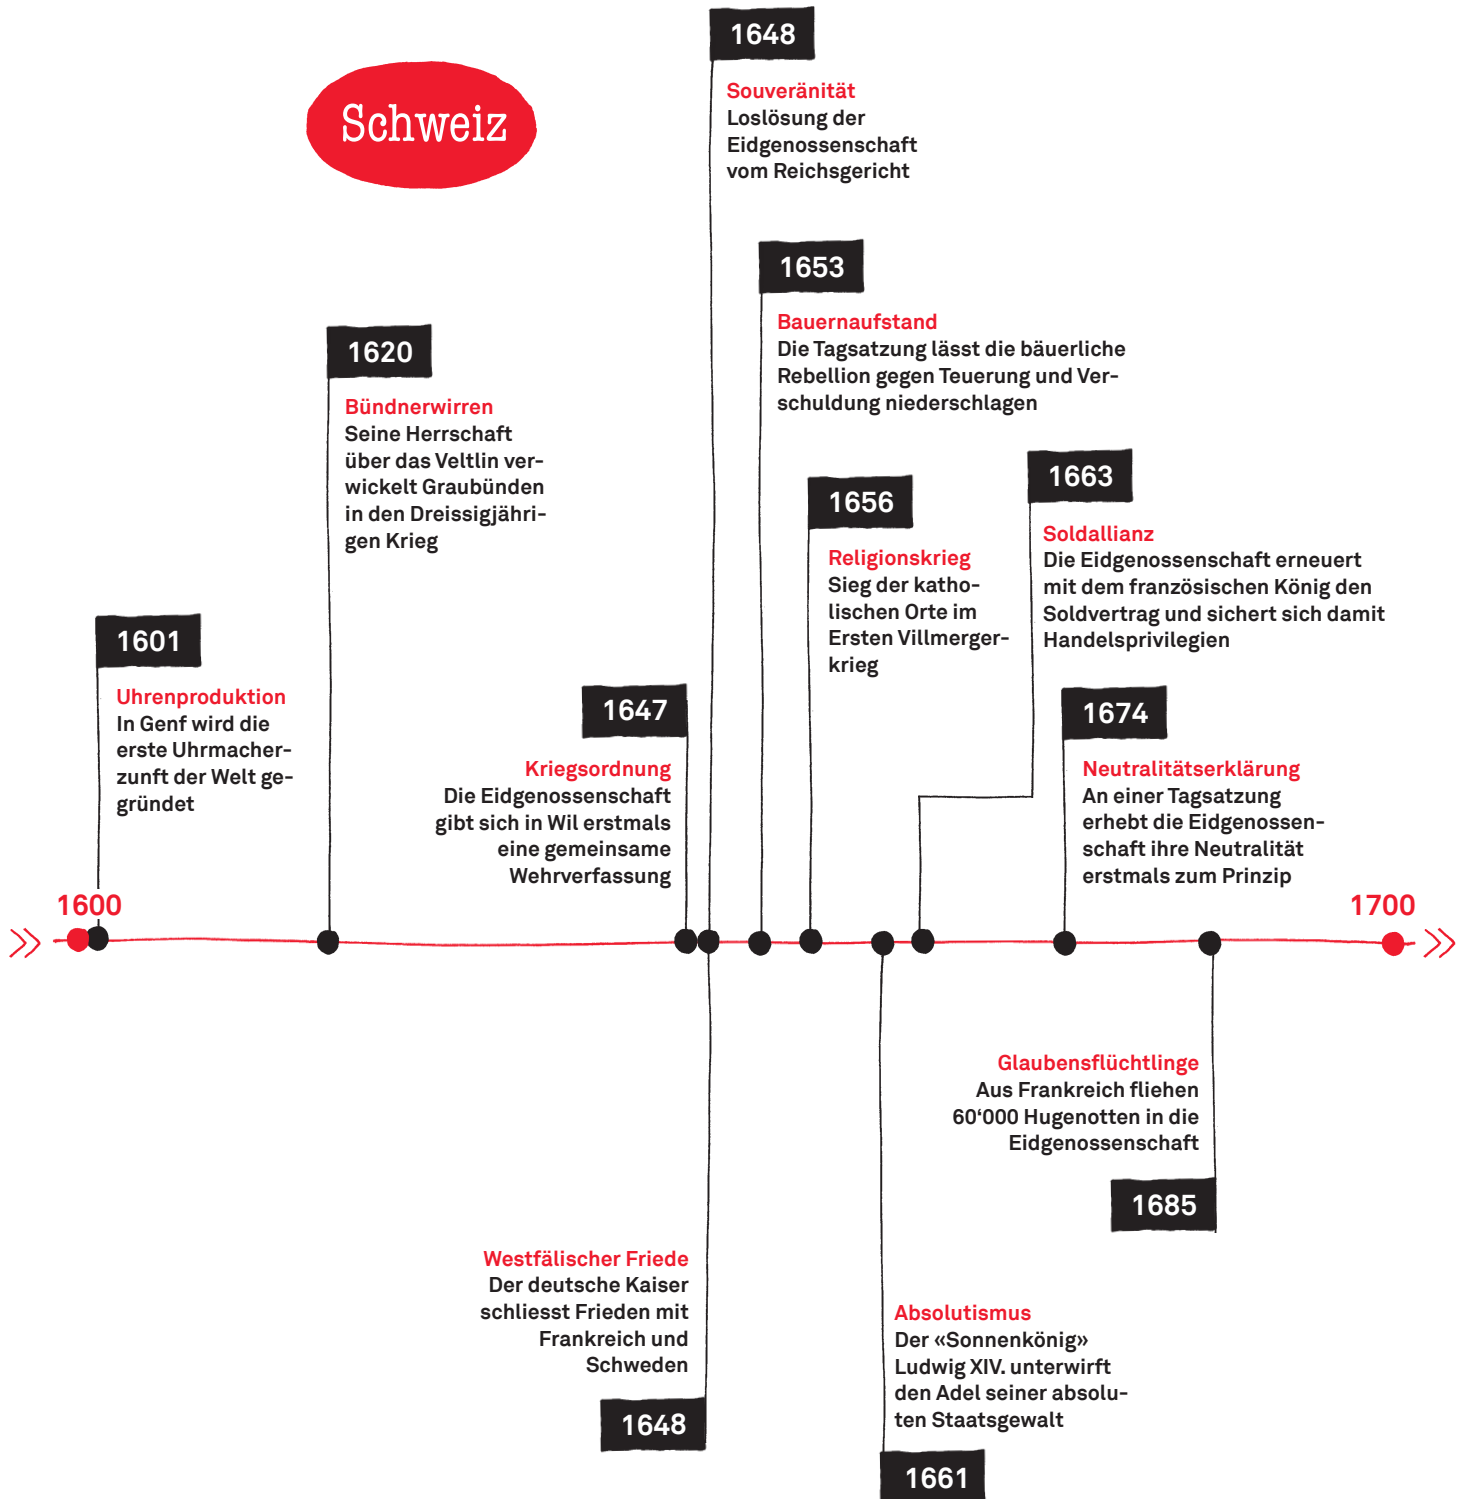 1648
Souveränität
Loslösung der
Eidgenossenschaft
vom Reichsgericht
Schweiz
1653
Bauernaufstand
Die Tagsatzung lässt die bäuerliche
Rebellion gegen Teuerung und Ver-
schuldung niederschlagen
1620
Bündnerwirren
Seine Herrschaft
über das Veltlin ver-
wickelt Graubünden
in den Dreissigjähri-
gen Krieg
1663
Soldallianz
Die Eidgenossenschaft erneuert
mit dem französischen König den
Soldvertrag und sichert sich damit
Handelsprivilegien
1656
Religionskrieg
Sieg der katho-
lischen Orte im
Ersten Villmerger-
krieg
1601
Uhrenproduktion
In Genf wird die
erste Uhrmacher-
zunft der Welt ge-
gründet
1647
Kriegsordnung
Die Eidgenossenschaft
gibt sich in Wil erstmals
eine gemeinsame
Wehrverfassung
1674
Neutralitätserklärung
An einer Tagsatzung
erhebt die Eidgenossen-
schaft ihre Neutralität
erstmals zum Prinzip
1600
1700
Glaubensflüchtlinge
Aus Frankreich fliehen
60‘000 Hugenotten in die
Eidgenossenschaft
1685
Westfälischer Friede
Der deutsche Kaiser
schliesst Frieden mit
Frankreich und
Schweden
1648
Absolutismus
Der «Sonnenkönig»
Ludwig XIV. unterwirft
den Adel seiner absolu-
ten Staatsgewalt
1661